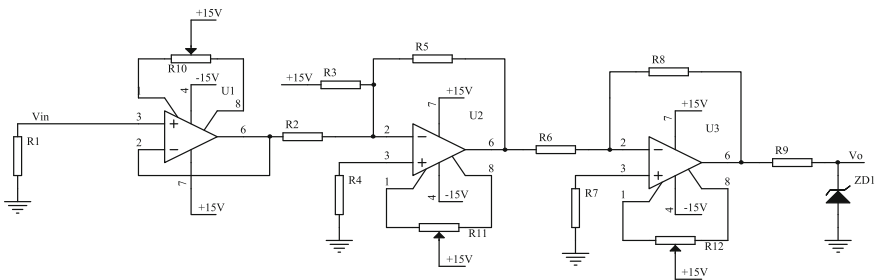 +15V
R10
-15V
1
4
U1
8
Vin
3
R1
2
6
7
+15V
R2
+15V
R3
R5
+15V
7
U2
2
3
6
R4
1
4
8
-15V
R11
+15V
R6
R8
+15V
7
U3
2
3
6
R7
1
4
8
-15V
R12
+15V
R9
Vo
ZD1